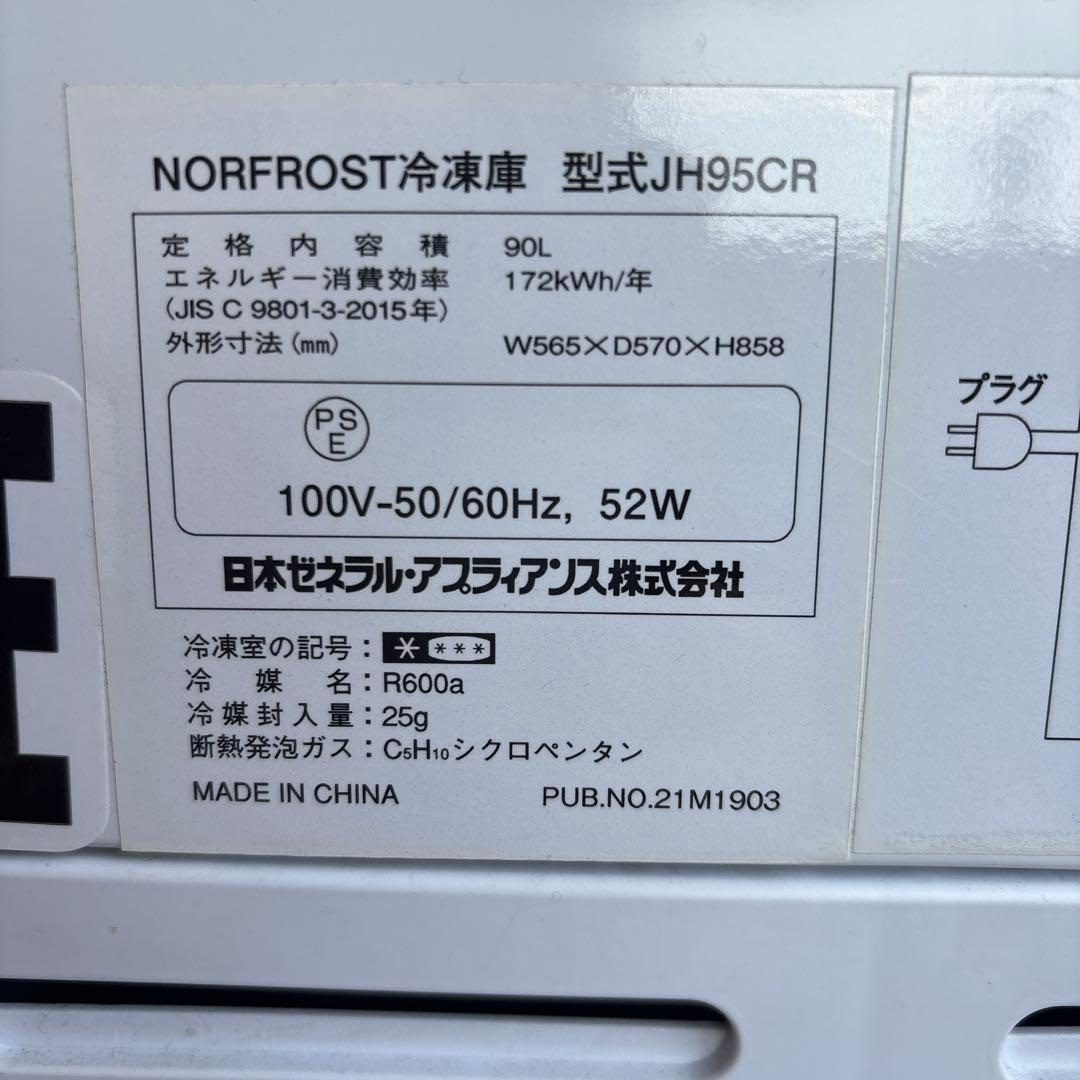 NORFROST冷凍庫 型式JH95CR
定格内容積 90L
エネルギー消費効率 172kWh/年
(JIS C 9801-3-2015年)
外形寸法(㎜) W565×D570×H858
PS
E
100V-50/60Hz, 52W
日本ゼネラル・アプライアンス株式会社
冷凍室の記号:
冷媒名:R600a
冷媒封入量:25g
断熱発泡ガス:C₅H₁₀シクロペンタン
MADE IN CHINA PUB.NO.21M1903
プラグ